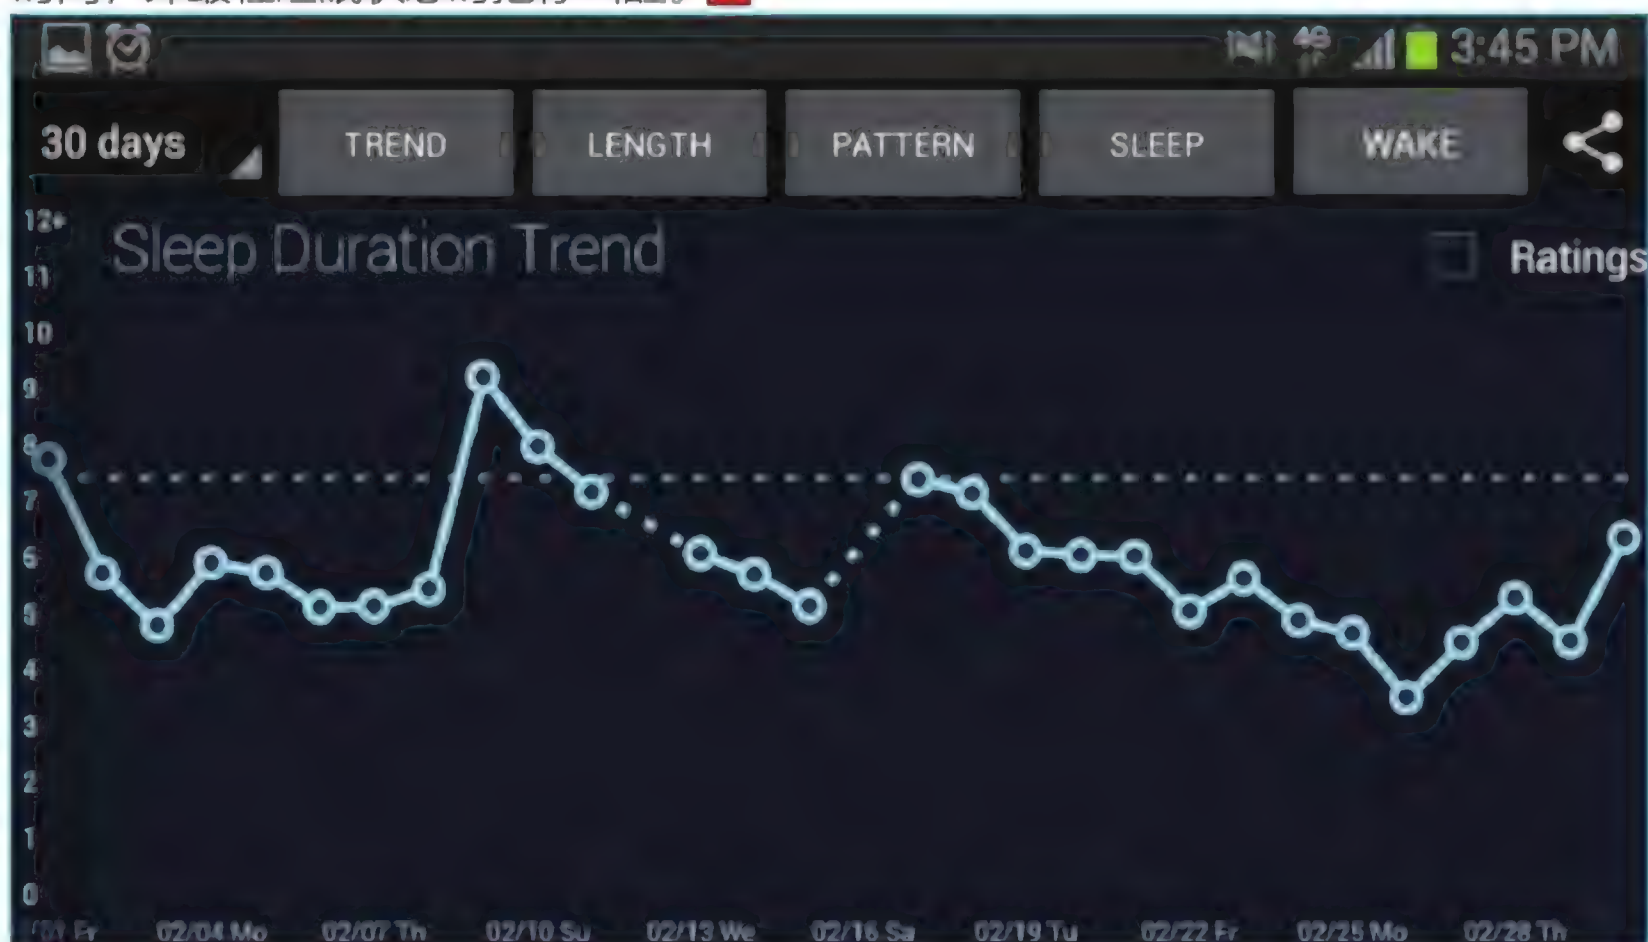 3:45 PM
30 days TREND LENGTH PATTERN SLEEP WAKE
12+
Sleep Duration Trend
Ratings
11
10
9
8
7
6
5
4
3
2
1
0
02/04 Mo 02/07 Th 02/10 Su 02/13 We 02/16 Sa 02/19 Tu 02/22 Fr 02/25 Mo 02/28 Th